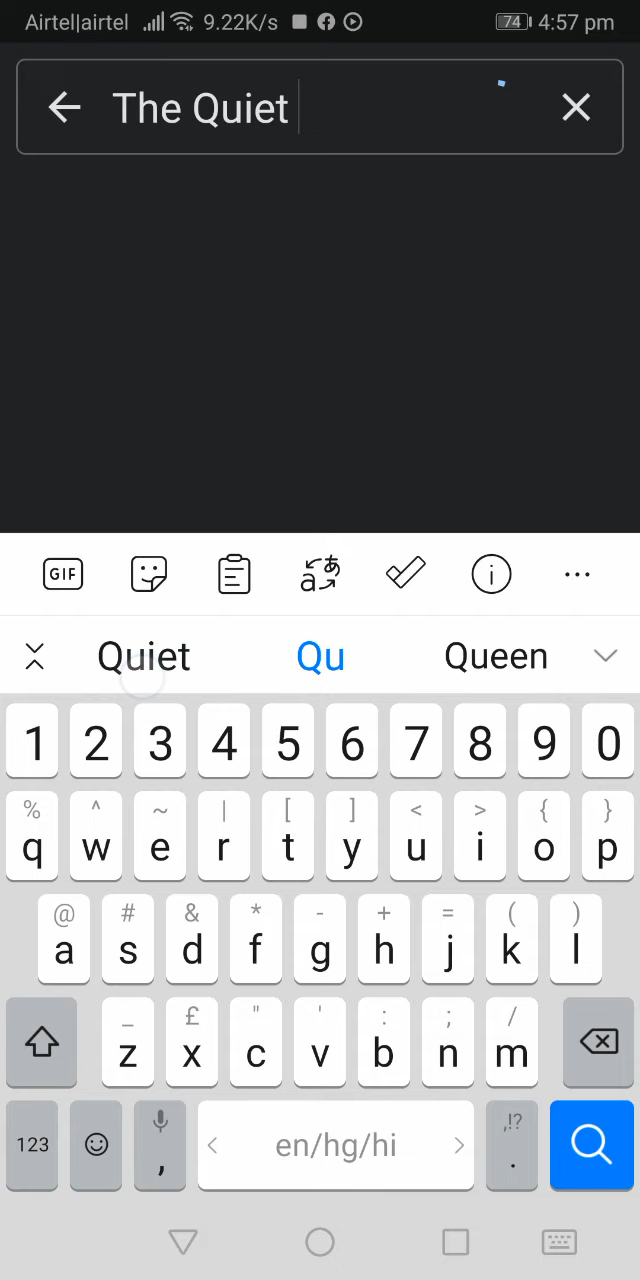 Airtel|airtel 9.22K/s 74 4:57 pm
The Quiet
GIF
Quiet Qu Queen
1 2 3 4 5 6 7 8 9 0
% ^ ~ | [ ] < > { }
q w e r t y u i o p
@ # & * - + = ( )
a s d f g h j k l
_ £ " ' : ; /
z x c v b n m
,!?
123 , < en/hg/hi > .